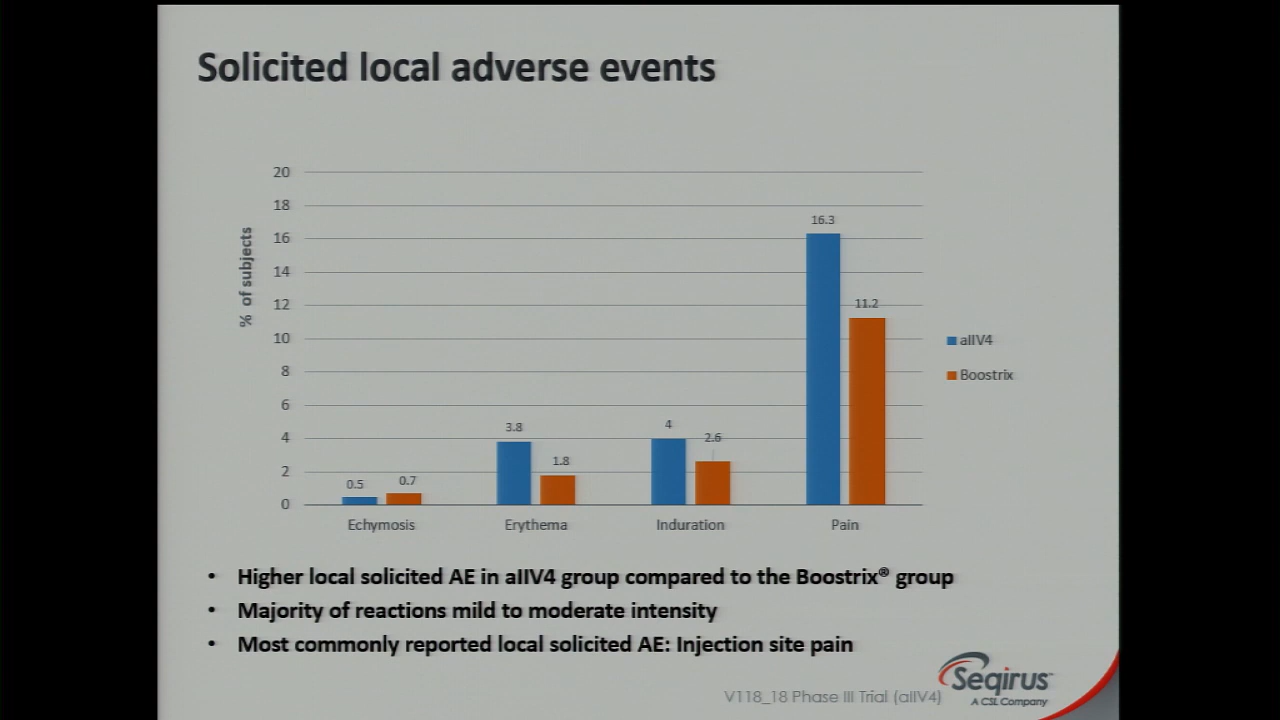 Solicited local adverse events
% of subjects
20
18
16
14
12
10
8
6
4
2
0
0.5
0.7
3.8
1.8
4
2.6
16.3
11.2
Echymosis
Erythema
Induration
Pain
aIIV4
Boostrix
• Higher local solicited AE in aIIV4 group compared to the Boostrix® group
• Majority of reactions mild to moderate intensity
• Most commonly reported local solicited AE: Injection site pain
V118_18 Phase III Trial (aIIV4)
Seqirus™
A CSL Company